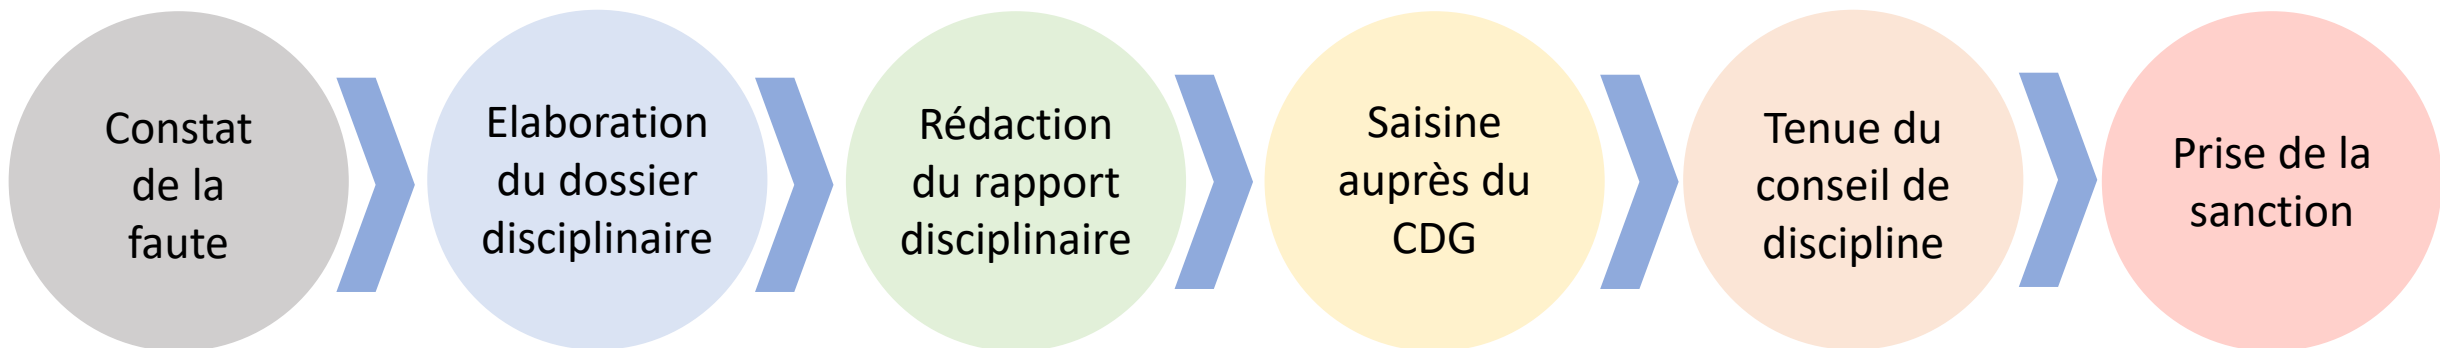 Constat
de la
faute
Elaboration
du dossier
disciplinaire
Rédaction
du rapport
disciplinaire
Saisine
auprès du
CDG
Tenue du
conseil de
discipline
Prise de la
sanction